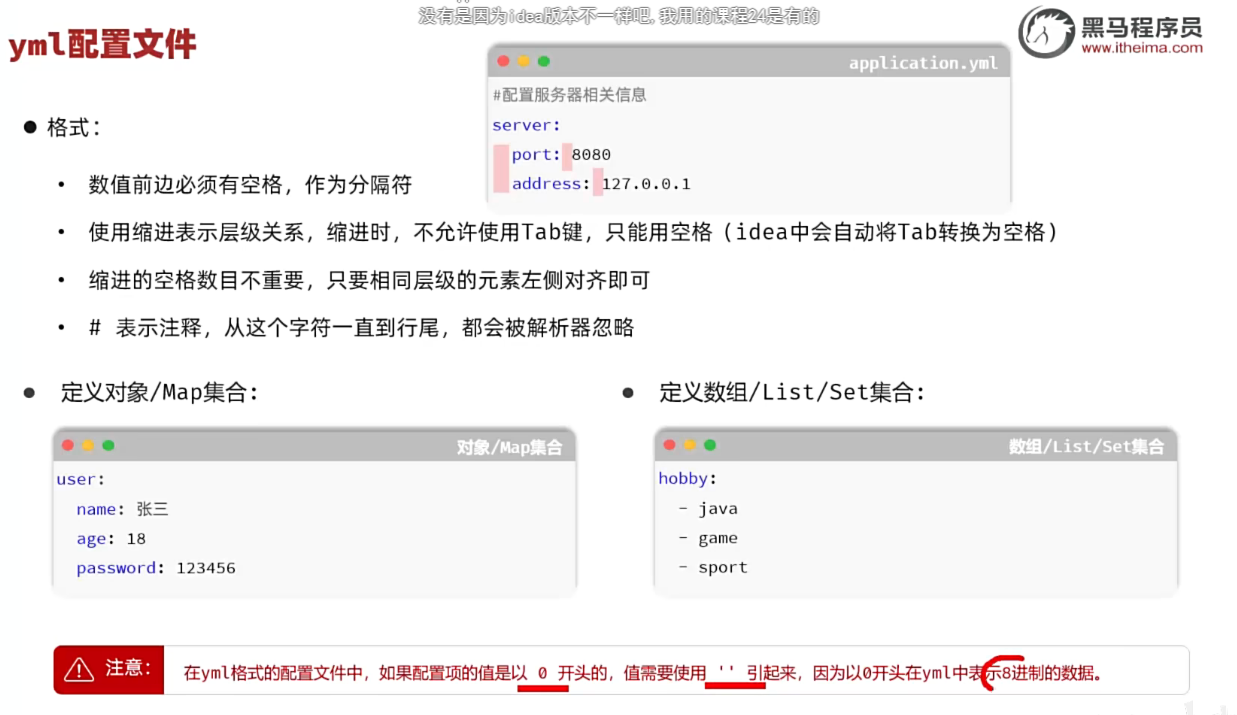 没有是因为idea版本不一样吧,我用的课程24是有的
yml配置文件
黑马程序员
www.itheima.com
application.yml
#配置服务器相关信息
server:
port: 8080
address: 127.0.0.1
格式：
数值前边必须有空格，作为分隔符
使用缩进表示层级关系，缩进时，不允许使用Tab键，只能用空格（idea中会自动将Tab转换为空格）
缩进的空格数目不重要，只要相同层级的元素左侧对齐即可
# 表示注释，从这个字符一直到行尾，都会被解析器忽略
定义对象/Map集合：
对象/Map集合
user:
name: 张三
age: 18
password: 123456
定义数组/List/Set集合：
数组/List/Set集合
hobby:
- java
- game
- sport
注意：
在yml格式的配置文件中，如果配置项的值是以 0 开头的，值需要使用 '' 引起来，因为以0开头在yml中表示8进制的数据。